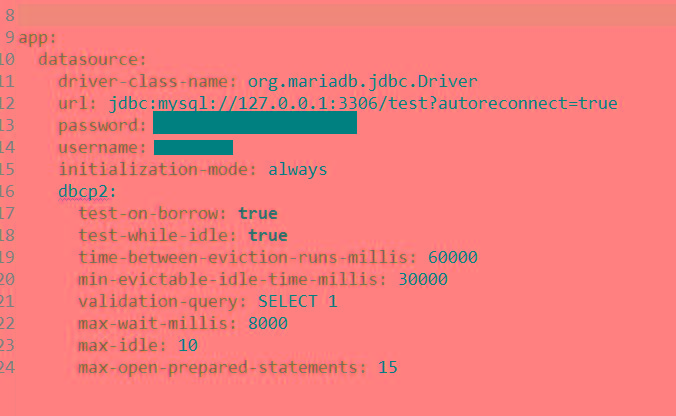 8
9 app:
10 datasource:
11 driver-class-name: org.mariadb.jdbc.Driver
12 url: jdbc:mysql://127.0.0.1:3306/test?autoreconnect=true
13 password:
14 username:
15 initialization-mode: always
16 dbcp2:
17 test-on-borrow: true
18 test-while-idle: true
19 time-between-eviction-runs-millis: 60000
20 min-evictable-idle-time-millis: 30000
21 validation-query: SELECT 1
22 max-wait-millis: 8000
23 max-idle: 10
24 max-open-prepared-statements: 15